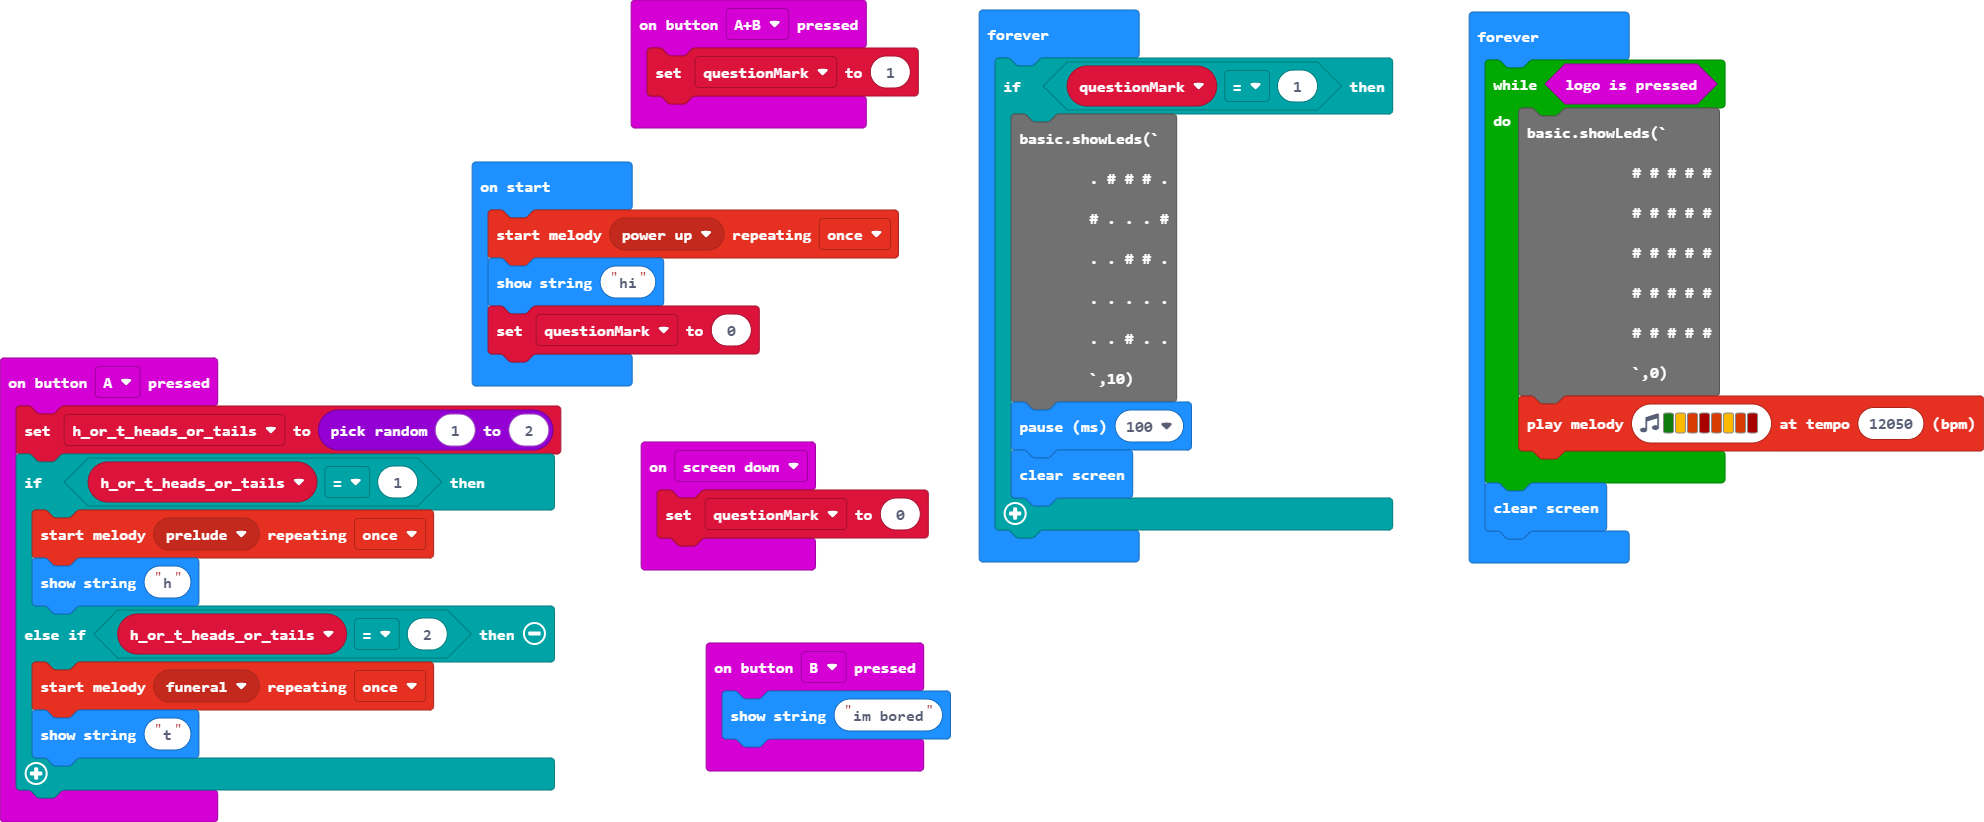 on button A+B pressed
set questionMark to 1
on start
start melody power up repeating once
show string "hi"
set questionMark to 0
on button A pressed
set h_or_t_heads_or_tails to pick random 1 to 2
if h_or_t_heads_or_tails = 1 then
start melody prelude repeating once
show string "h"
else if h_or_t_heads_or_tails = 2 then
start melody funeral repeating once
show string "t"
on screen down
set questionMark to 0
on button B pressed
show string "im bored"
forever
if questionMark = 1 then
basic.showLeds(`
. # # # .
# . . . #
. . # # .
. . . . .
. . # . .
`,10)
pause (ms) 100
clear screen
forever
while logo is pressed
do
basic.showLeds(`
# # # # #
# # # # #
# # # # #
# # # # #
# # # # #
`,0)
play melody at tempo 12050 (bpm)
clear screen